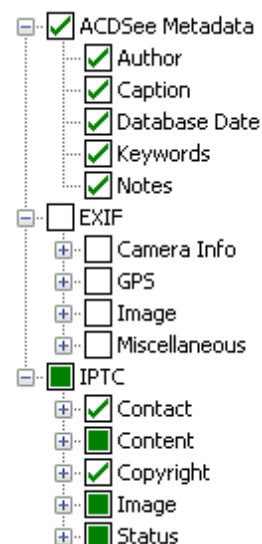 ACDSee Metadata
Author
Caption
Database Date
Keywords
Notes
EXIF
Camera Info
GPS
Image
Miscellaneous
IPTC
Contact
Content
Copyright
Image
Status